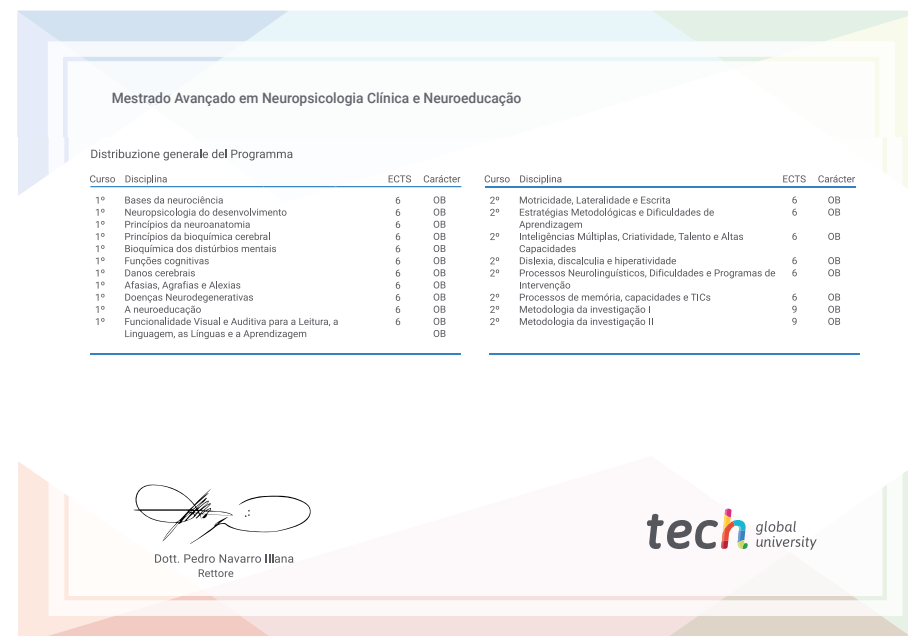 Mestrado Avançado em Neuropsicologia Clínica e Neuroeducação
Distribuzione generale del Programma
Curso Disciplina ECTS Carácter
1º Bases da neurociência 6 OB
1º Neuropsicologia do desenvolvimento 6 OB
1º Princípios da neuroanatomia 6 OB
1º Princípios da bioquímica cerebral 6 OB
1º Bioquímica dos distúrbios mentais 6 OB
1º Funções cognitivas 6 OB
1º Danos cerebrais 6 OB
1º Afasias, Agrafias e Alexias 6 OB
1º Doenças Neurodegenerativas 6 OB
1º A neuroeducação 6 OB
1º Funcionalidade Visual e Auditiva para a Leitura, a 6 OB
Linguagem, as Línguas e a Aprendizagem OB
Curso Disciplina ECTS Carácter
2º Motricidade, Lateralidade e Escrita 6 OB
2º Estratégias Metodológicas e Dificuldades de 6 OB
Aprendizagem
2º Inteligências Múltiplas, Criatividade, Talento e Altas 6 OB
Capacidades
2º Dislexia, discalculia e hiperatividade 6 OB
2º Processos Neurolinguísticos, Dificuldades e Programas de 6 OB
Intervenção
2º Processos de memória, capacidades e TICs 6 OB
2º Metodologia da investigação I 9 OB
2º Metodologia da investigação II 9 OB
Dott. Pedro Navarro Illana
Rettore
tech global
university